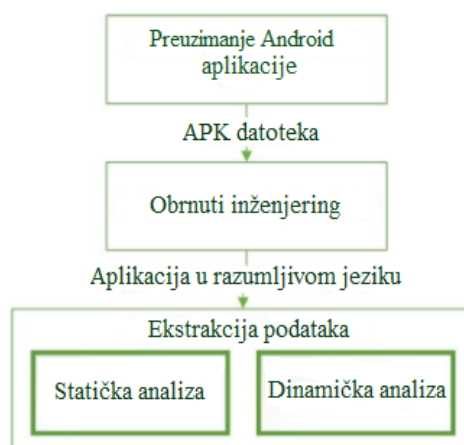 Preuzimanje Android
aplikacije
APK datoteka
Obrnuti inženjering
Aplikacija u razumljivom jeziku
Ekstrakcija podataka
Statička analiza
Dinamička analiza